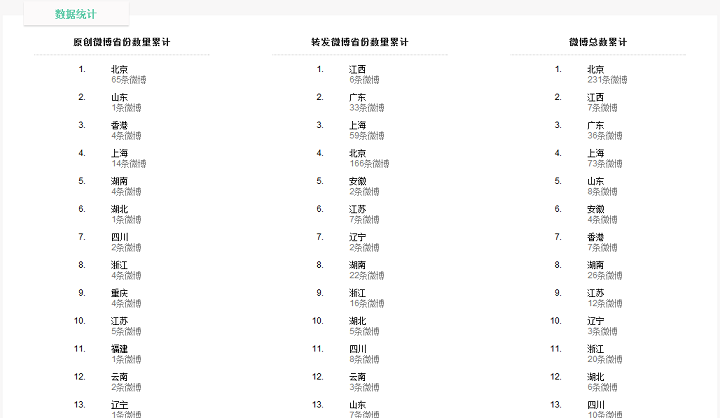 数据统计
原创微博省份数量累计
1. 北京
65条微博
2. 山东
1条微博
3. 香港
4条微博
4. 上海
14条微博
5. 湖南
4条微博
6. 湖北
1条微博
7. 四川
2条微博
8. 浙江
4条微博
9. 重庆
4条微博
10. 江苏
5条微博
11. 福建
1条微博
12. 云南
2条微博
13. 辽宁
1条微博
转发微博省份数量累计
1. 江西
6条微博
2. 广东
33条微博
3. 上海
59条微博
4. 北京
166条微博
5. 安徽
2条微博
6. 江苏
7条微博
7. 辽宁
2条微博
8. 湖南
22条微博
9. 浙江
16条微博
10. 湖北
5条微博
11. 四川
8条微博
12. 云南
3条微博
13. 山东
7条微博
微博总数累计
1. 北京
231条微博
2. 江西
7条微博
3. 广东
36条微博
4. 上海
73条微博
5. 山东
8条微博
6. 安徽
4条微博
7. 香港
7条微博
8. 湖南
26条微博
9. 江苏
12条微博
10. 辽宁
3条微博
11. 浙江
20条微博
12. 湖北
6条微博
13. 四川
10条微博